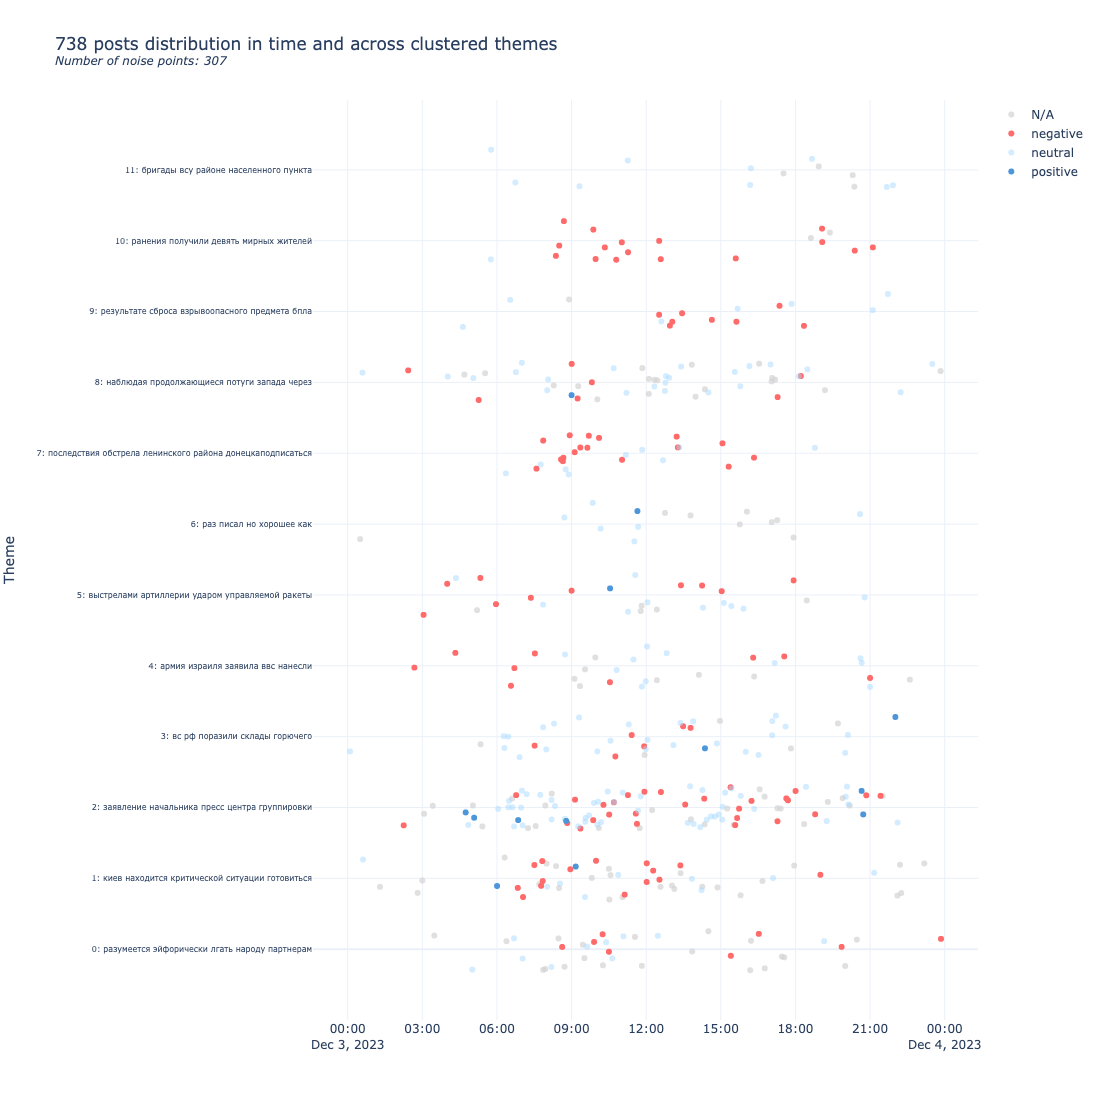 738 posts distribution in time and across clustered themes
Number of noise points: 307
N/A
negative
neutral
positive
11: бригады всу районе населенного пункта
10: ранения получили девять мирных жителей
9: результате сброса взрывоопасного предмета бпла
8: наблюдая продолжающиеся потуги запада через
7: последствия обстрела ленинского района донецкаподписаться
6: раз писал но хорошее как
5: выстрелами артиллерии ударом управляемой ракеты
4: армия израиля заявила ввс нанесли
3: вс рф поразили склады горючего
2: заявление начальника пресс центра группировки
1: киев находится критической ситуации готовиться
0: разумеется эйфорически лгать народу партнерам
Theme
00:00 03:00 06:00 09:00 12:00 15:00 18:00 21:00 00:00
Dec 3, 2023 Dec 4, 2023